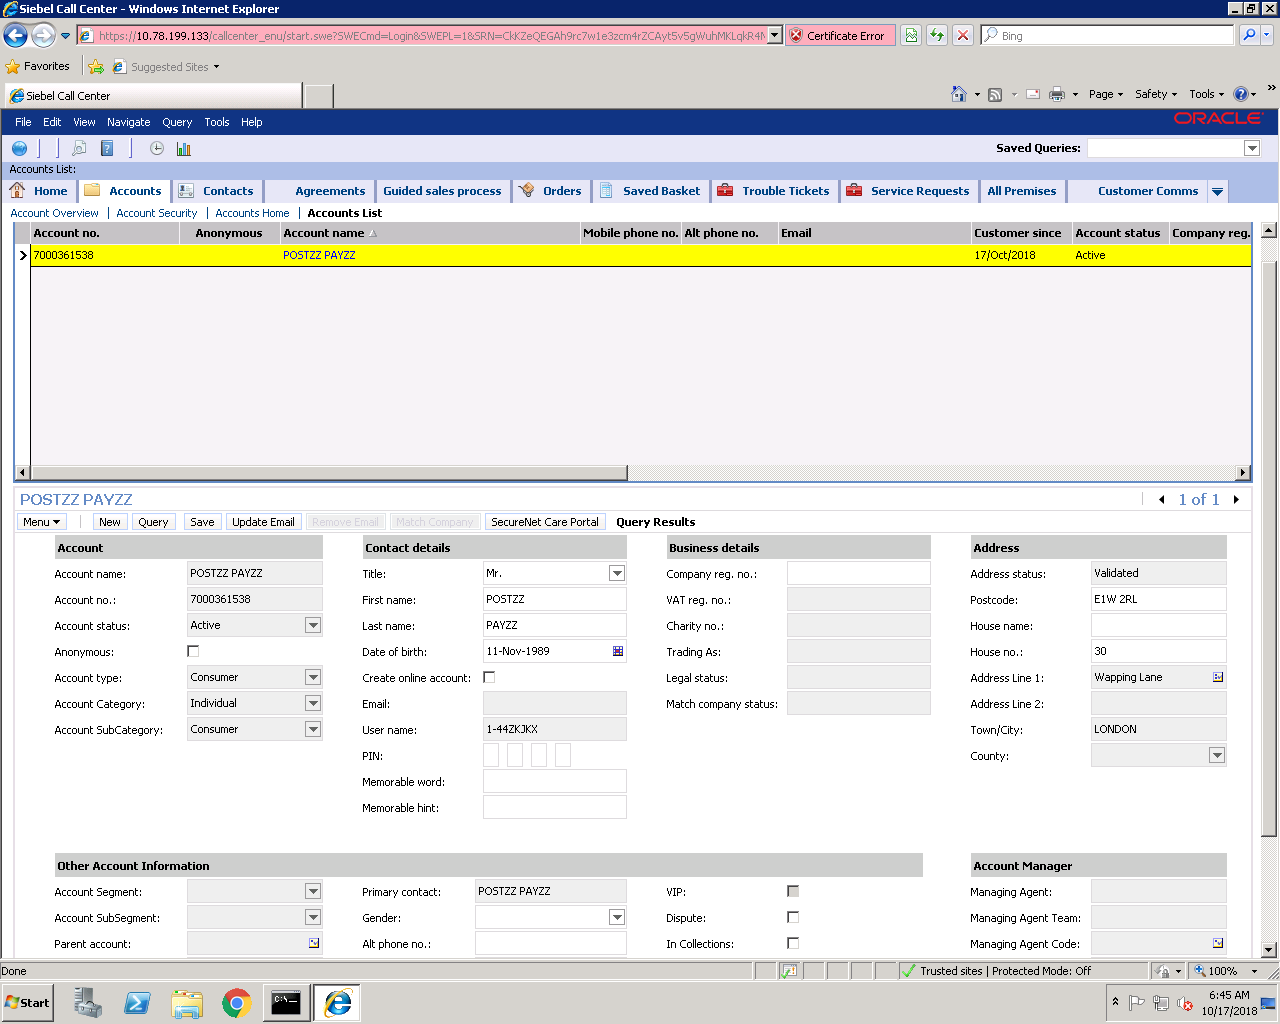 Siebel Call Center - Windows Internet Explorer
https://10.78.199.133/callcenter_enu/start.swe?SWECmd=Login&SWEPL=1&SRN= Certificate Error Bing
Favorites Suggested Sites
Siebel Call Center Page Safety Tools
File Edit View Navigate Query Tools Help ORACLE
Saved Queries:
Accounts List:
Home Accounts Contacts Agreements Guided sales process Orders Saved Basket Trouble Tickets Service Requests All Premises Customer Comms
Account Overview | Account Security | Accounts Home | Accounts List
Account no. Anonymous Account name Mobile phone no. Alt phone no. Email Customer since Account status Company reg.
7000361538 POSTZZ PAYZZ 17/Oct/2018 Active
POSTZZ PAYZZ 1 of 1
Menu New Query Save Update Email Remove Email Match Company SecureNet Care Portal Query Results
Account Contact details Business details Address
Account name: POSTZZ PAYZZ Title: Mr. Company reg. no.: Address status: Validated
Account no.: 7000361538 First name: POSTZZ VAT reg. no.: Postcode: E1W 2RL
Account status: Active Last name: PAYZZ Charity no.: House name:
Anonymous: Date of birth: 11-Nov-1989 Trading As: House no.: 30
Account type: Consumer Create online account: Legal status: Address Line 1: Wapping Lane
Account Category: Individual Email: Match company status: Address Line 2:
Account SubCategory: Consumer User name: 1-44ZKJKX Town/City: LONDON
PIN: County:
Memorable word:
Memorable hint:
Other Account Information Account Manager
Account Segment: Primary contact: POSTZZ PAYZZ VIP: Managing Agent:
Account SubSegment: Gender: Dispute: Managing Agent Team:
Parent account: Alt phone no.: In Collections: Managing Agent Code:
Done Trusted sites | Protected Mode: Off 100%
Start C:\ 6:45 AM
10/17/2018